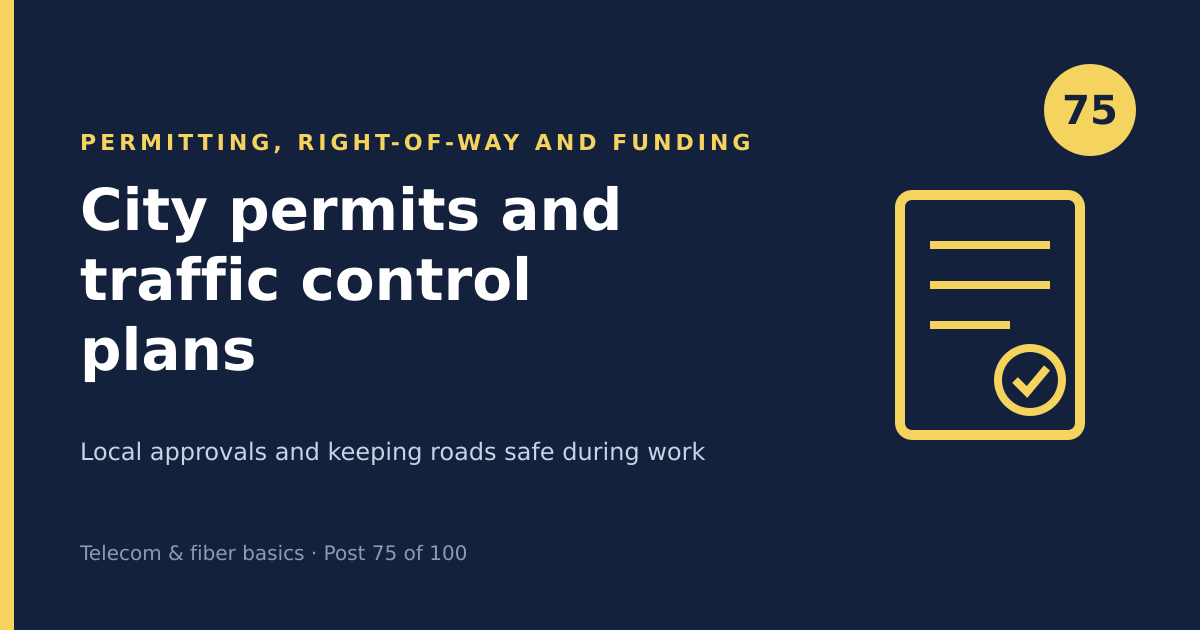 75
PERMITTING, RIGHT-OF-WAY AND FUNDING
City permits and
traffic control
plans
Local approvals and keeping roads safe during work
Telecom & fiber basics · Post 75 of 100